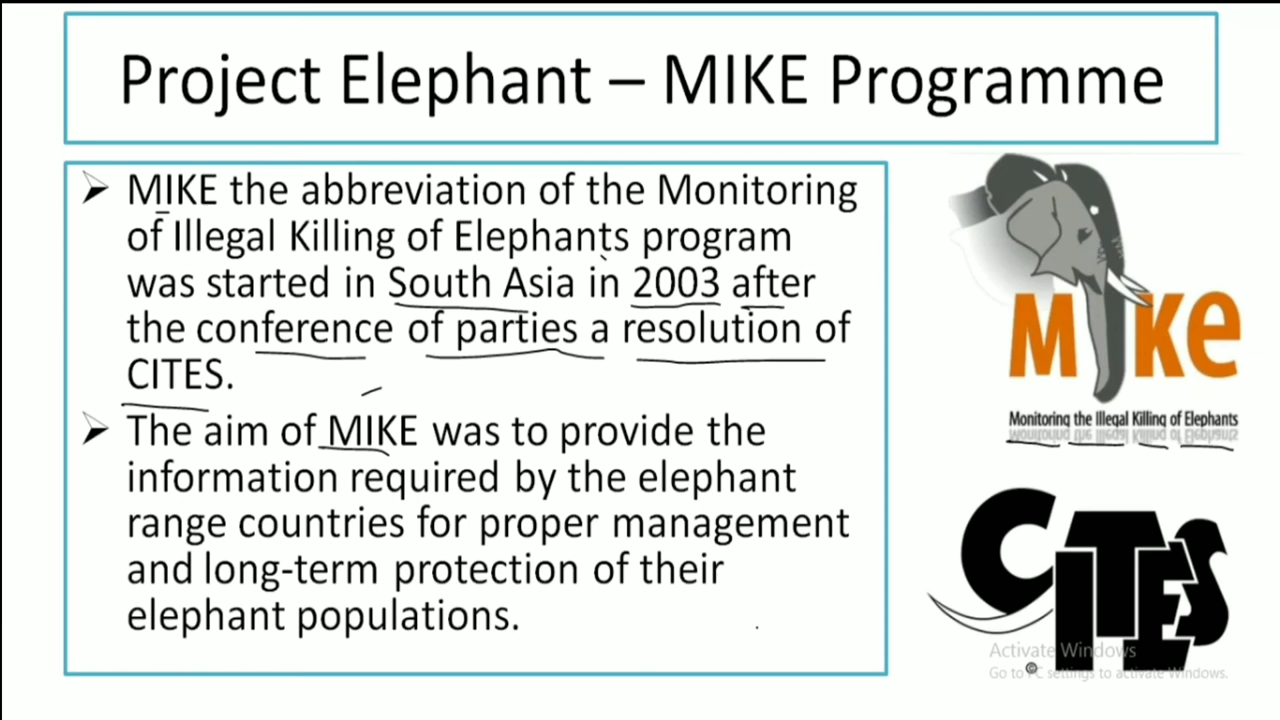 Project Elephant – MIKE Programme
➢ MIKE the abbreviation of the Monitoring
of Illegal Killing of Elephants program
was started in South Asia in 2003 after
the conference of parties a resolution of
CITES.
➢ The aim of MIKE was to provide the
information required by the elephant
range countries for proper management
and long-term protection of their
elephant populations.
MIKE
Monitoring the Illegal Killing of Elephants
CITES
Activate Windows
Go to PC settings to activate Windows.